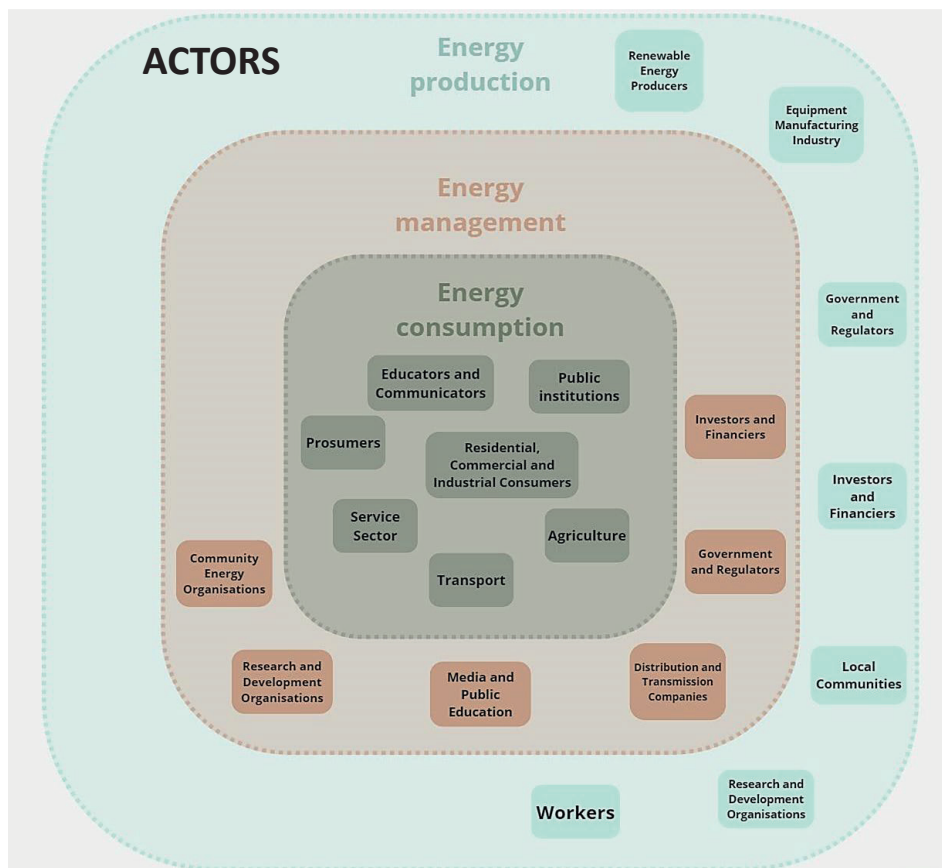 ACTORS
Energy
production
Renewable
Energy
Producers
Equipment
Manufacturing
Industry
Energy
management
Energy
consumption
Government
and
Regulators
Educators and
Communicators
Public
institutions
Investors and
Financiers
Prosumers
Residential,
Commercial and
Industrial Consumers
Investors
and
Financiers
Service
Sector
Agriculture
Government
and Regulators
Community
Energy
Organisations
Transport
Research and
Development
Organisations
Media and
Public
Education
Distribution and
Transmission
Companies
Local
Communities
Workers
Research and
Development
Organisations